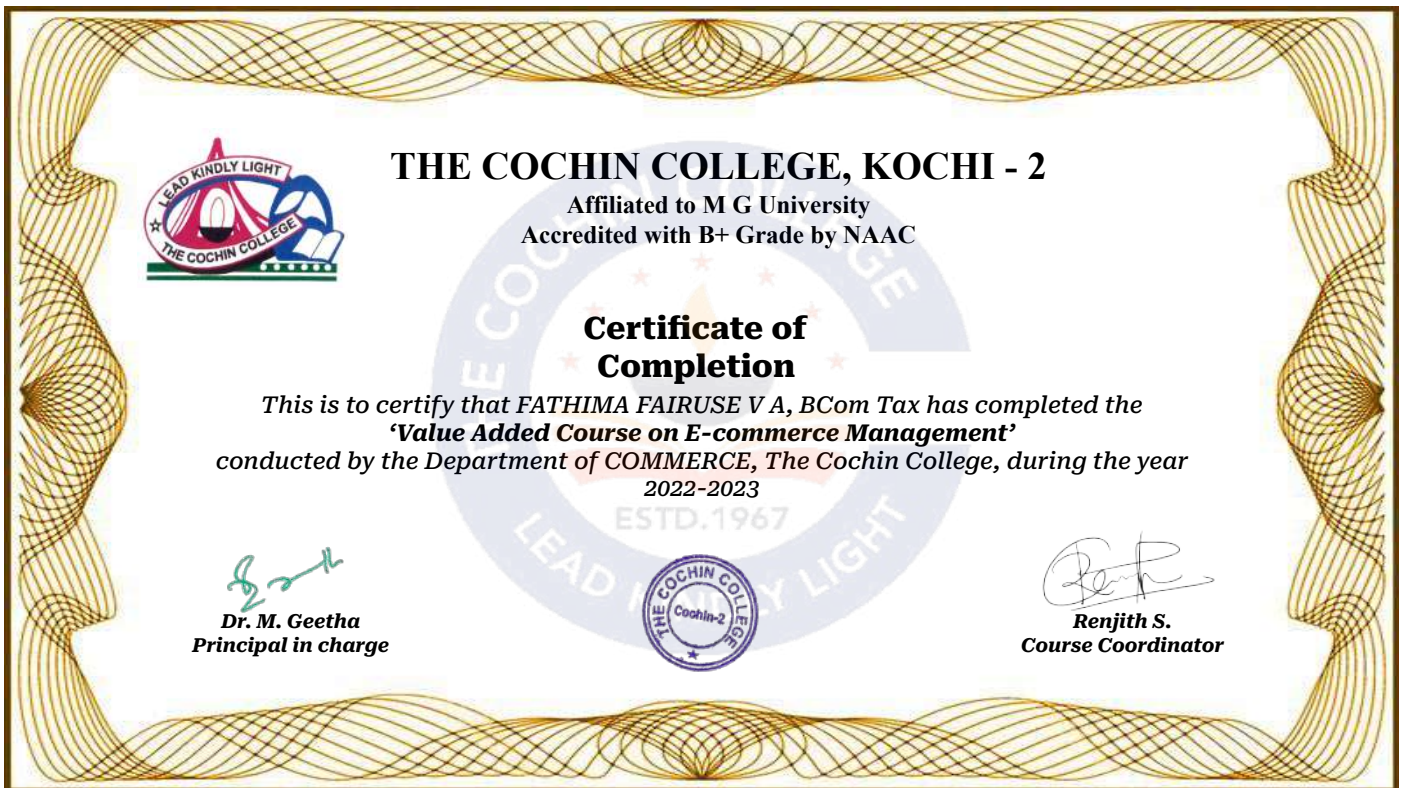 LEAD KINDLY LIGHT
THE COCHIN COLLEGE
THE COCHIN COLLEGE, KOCHI - 2
Affiliated to M G University
Accredited with B+ Grade by NAAC
THE COCHIN COLLEGE
Certificate of
Completion
This is to certify that FATHIMA FAIRUSE V A, BCom Tax has completed the
‘Value Added Course on E-commerce Management’
conducted by the Department of COMMERCE, The Cochin College, during the year
2022-2023
ESTD.1967
LEAD KINDLY LIGHT
THE COCHIN COLLEGE
Cochin-2
Dr. M. Geetha
Principal in charge
Renjith S.
Course Coordinator